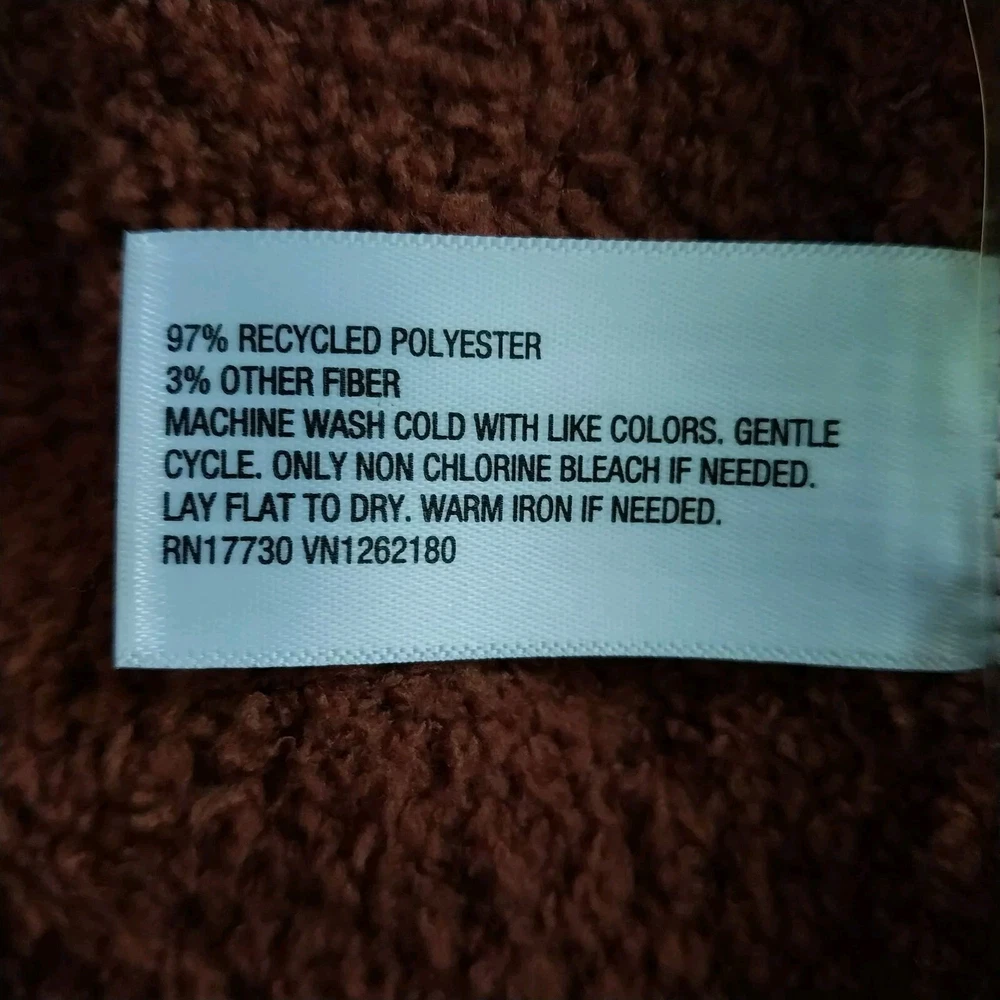 97% RECYCLED POLYESTER
3% OTHER FIBER
MACHINE WASH COLD WITH LIKE COLORS. GENTLE
CYCLE. ONLY NON CHLORINE BLEACH IF NEEDED.
LAY FLAT TO DRY. WARM IRON IF NEEDED.
RN17730 VN1262180